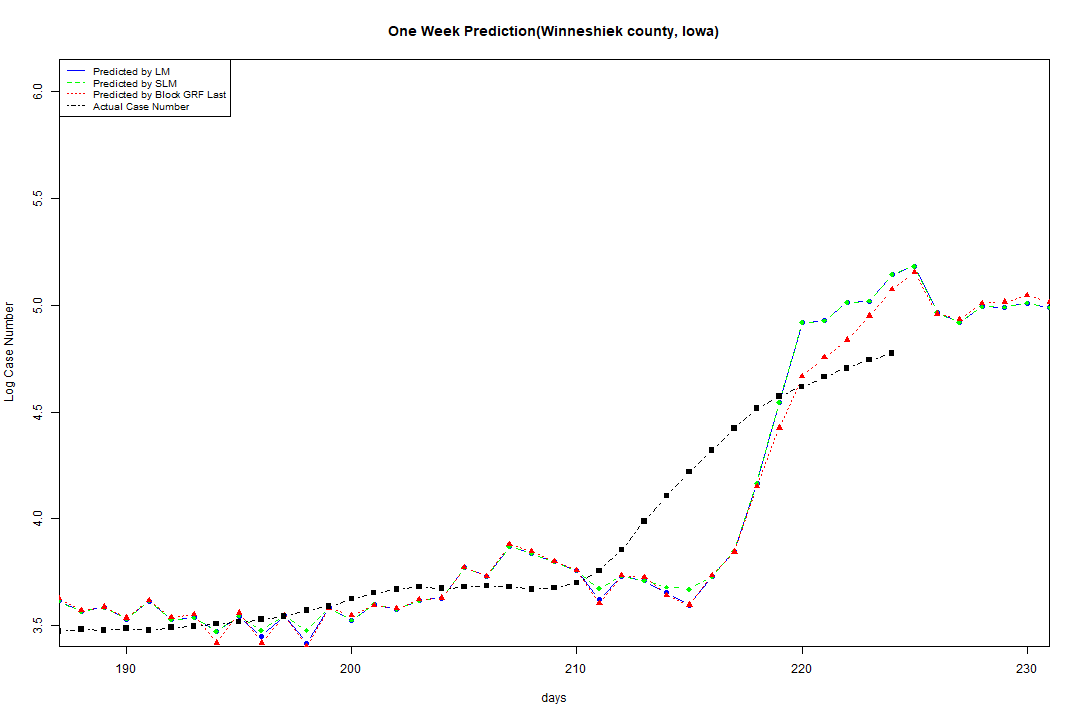 One Week Prediction(Winneshiek county, Iowa)
Predicted by LM
Predicted by SLM
Predicted by Block GRF Last
Actual Case Number
6.0
5.5
5.0
4.5
4.0
3.5
Log Case Number
190 200 210 220 230
days